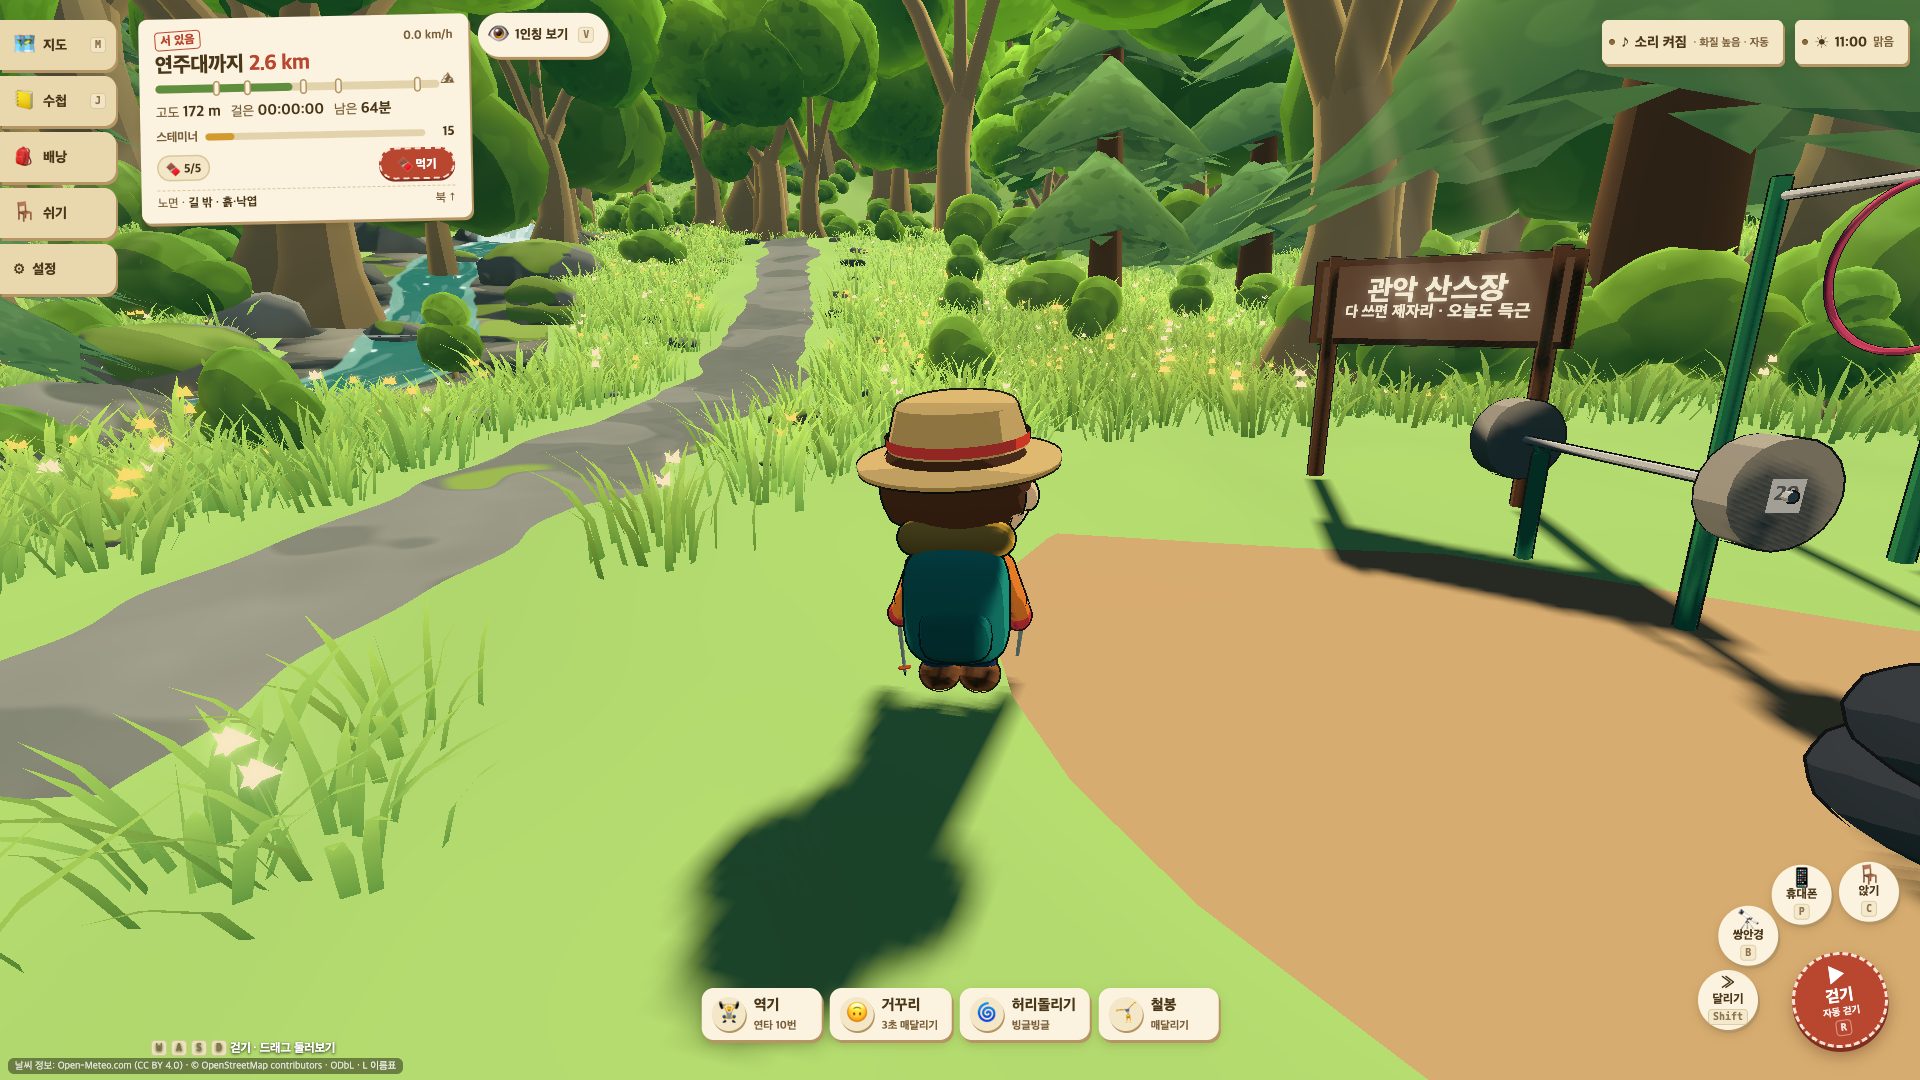 지도 M
수첩 J
배낭
쉬기
⚙ 설정
서 있음
0.0 km/h
연주대까지 2.6 km
고도 172 m 걸은 00:00:00 남은 64분
스테미너 15
5/5
먹기
노면 · 길 밖 · 흙·낙엽
북 ↑
1인칭 보기 V
♪ 소리 켜짐 · 화질 높음 · 자동
☀ 11:00 맑음
관악 산스장
다 쓰면 제자리 · 오늘도 득근
역기
연타 10번
거꾸리
3초 매달리기
허리돌리기
빙글빙글
철봉
매달리기
휴대폰
P
앉기
C
쌍안경
B
달리기
Shift
걷기
자동 걷기
R
W A S D 걷기 · 드래그 둘러보기
날씨 정보: Open-Meteo.com (CC BY 4.0) · © OpenStreetMap contributors · ODbL · L 이름표